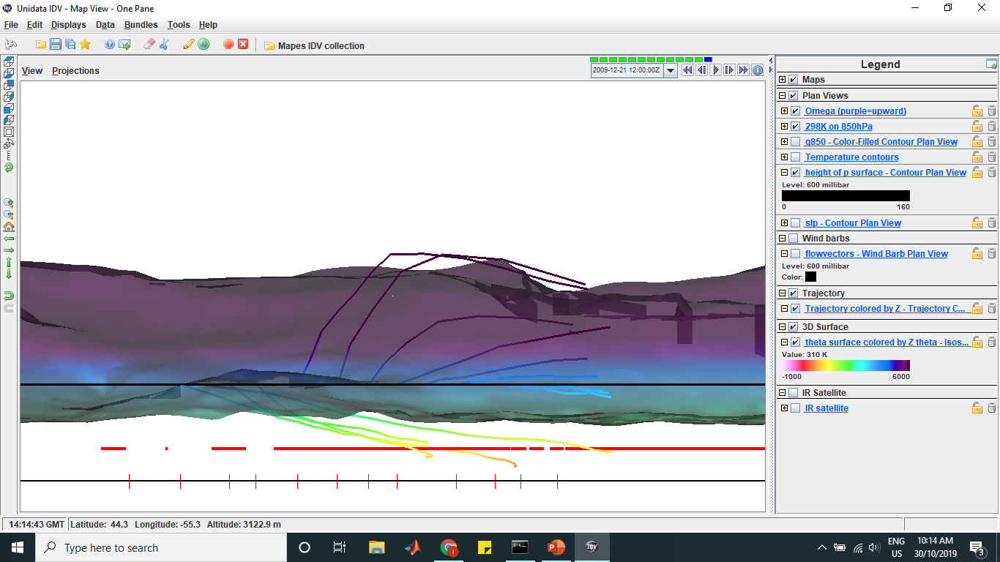 Unidata IDV - Map View - One Pane
File Edit Displays Data Bundles Tools Help
Mapes IDV collection
View Projections
2009-12-21 12:00:00Z
Legend
Maps
Plan Views
Omega (purple=upward)
298K on 850hPa
q850 - Color-Filled Contour Plan View
Temperature contours
height of p surface - Contour Plan View
Level: 600 millibar
0 160
slp - Contour Plan View
Wind barbs
flowvectors - Wind Barb Plan View
Level: 600 millibar
Color:
Trajectory
Trajectory colored by Z - Trajectory C...
3D Surface
theta surface colored by Z theta - Isos...
Value: 310 K
-1000 6000
IR Satellite
IR satellite
14:14:43 GMT Latitude: 44.3 Longitude: -55.3 Altitude: 3122.9 m
Type here to search
ENG
US
10:14 AM
30/10/2019
3